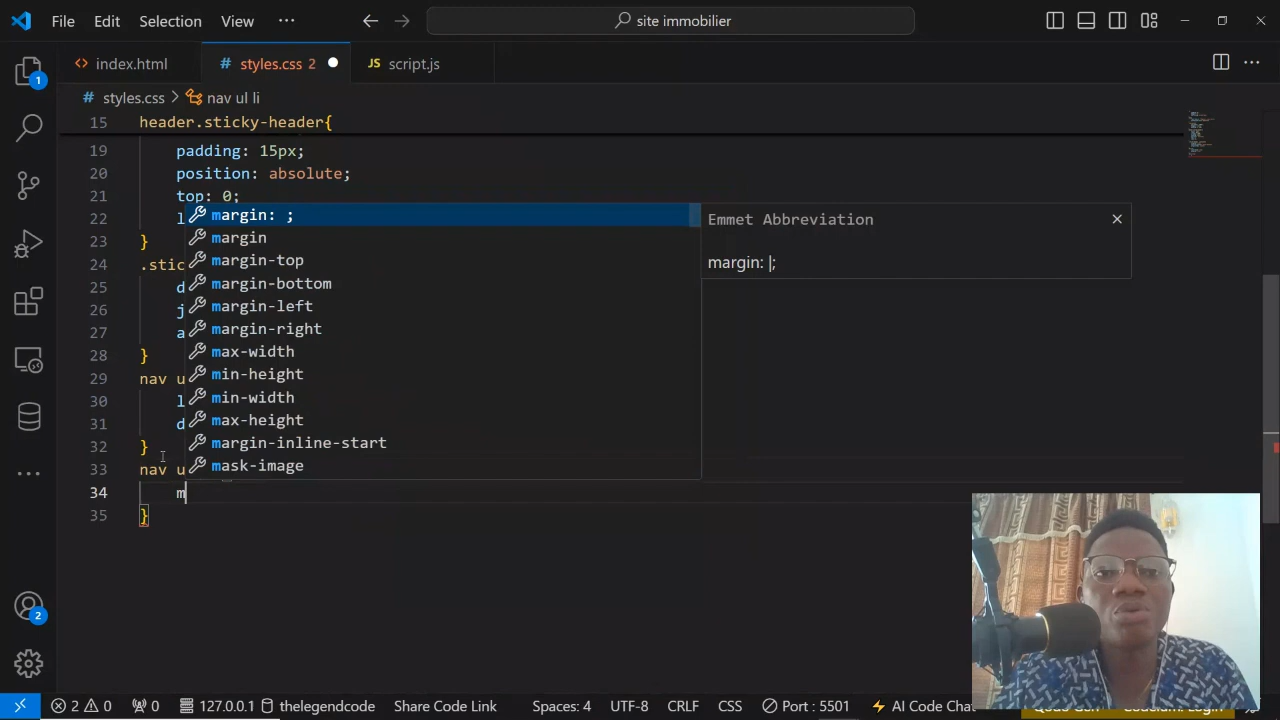 File Edit Selection View ··· site immobilier
index.html # styles.css 2 JS script.js
# styles.css > nav ul li
15 header.sticky-header{
19 padding: 15px;
20 position: absolute;
21 top: 0;
22 l
23 }
24 .stic
25 d
26 j
27 a
28 }
29 nav u
30 l
31 d
32 }
33 nav u
34 m
35 }
margin: ;
margin
margin-top
margin-bottom
margin-left
margin-right
max-width
min-height
min-width
max-height
margin-inline-start
mask-image
Emmet Abbreviation
margin: |;
1
2
2 0 0 127.0.0.1 thelegendcode Share Code Link Spaces: 4 UTF-8 CRLF CSS Port : 5501 AI Code Chat